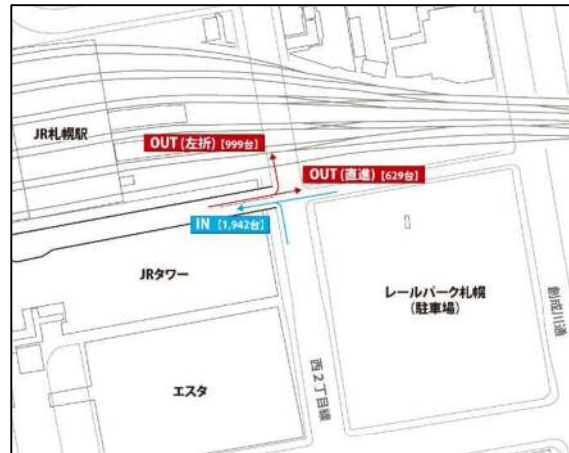 JR札幌駅
OUT (左折) 【999台】
OUT (直進) 【629台】
IN 【1,942台】
JRタワー
レールパーク札幌
(駐車場)
創成川通
エスタ
西2丁目線